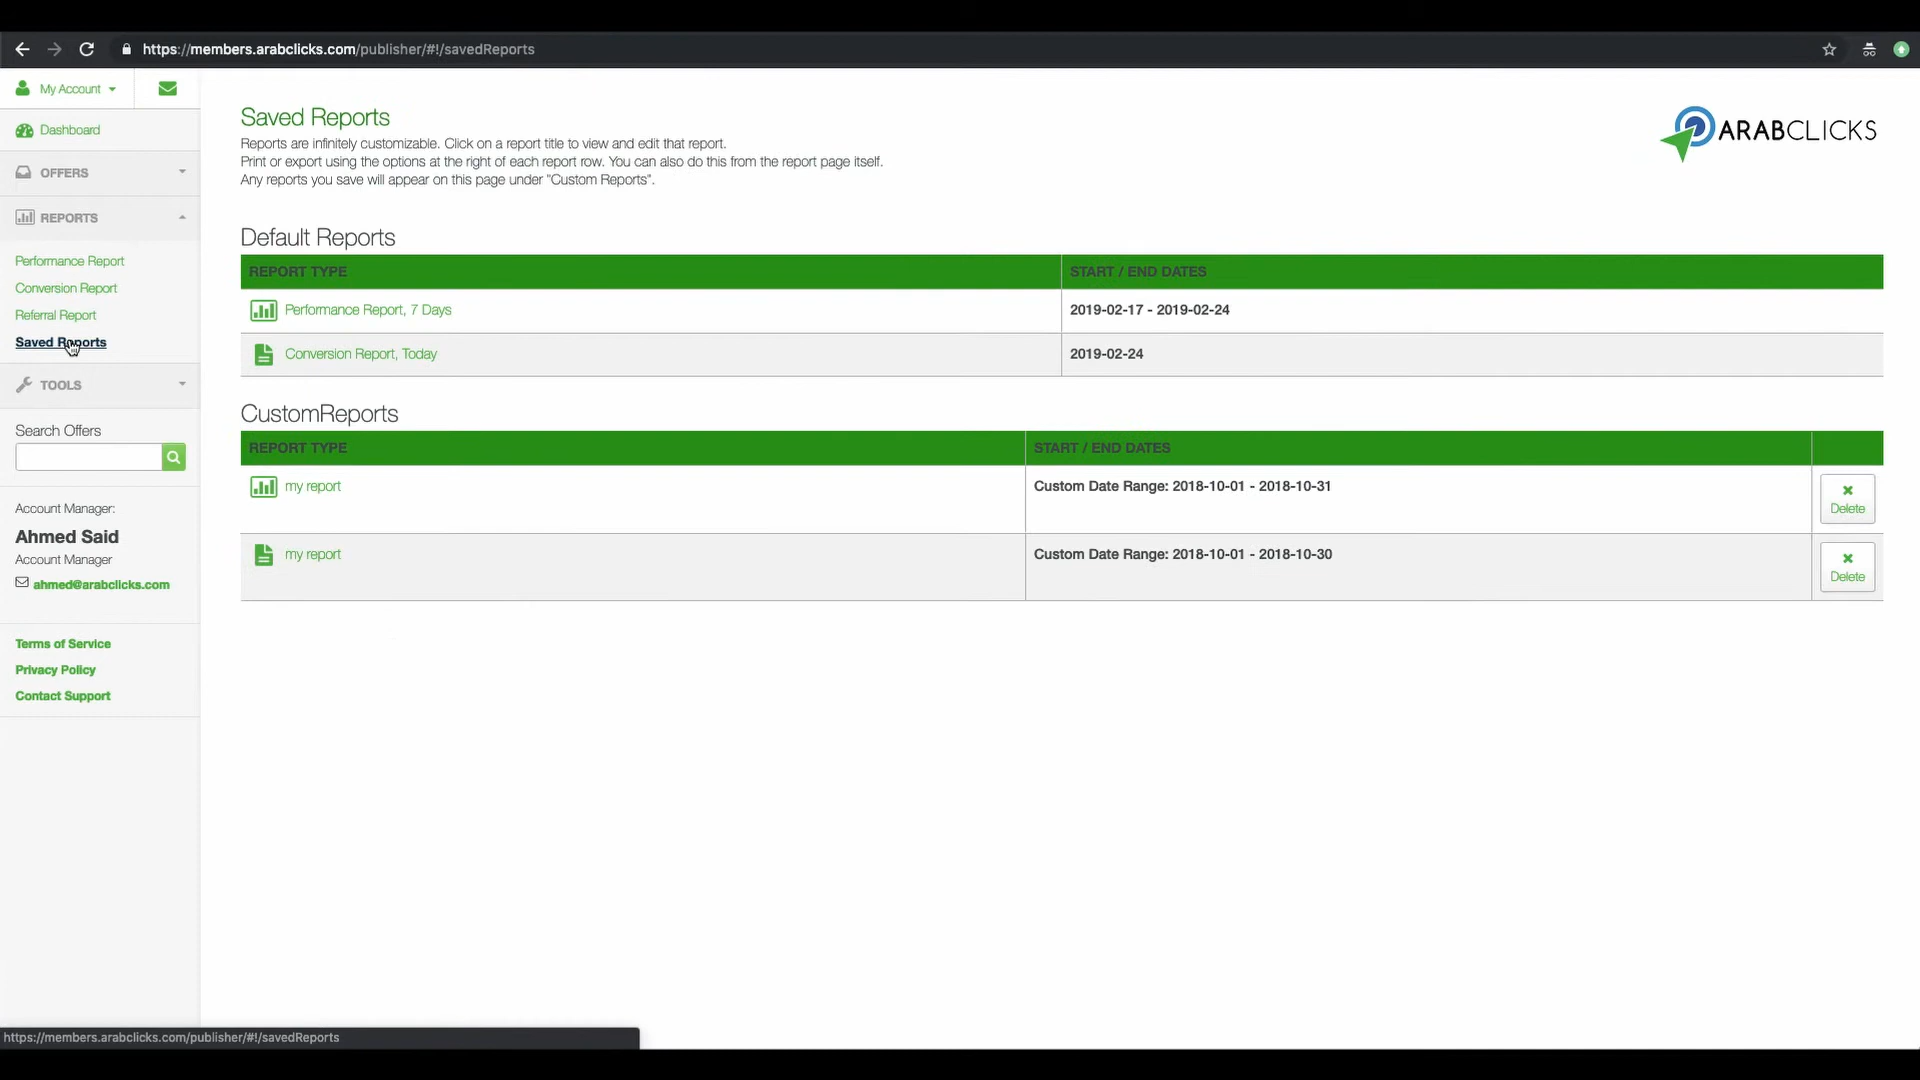 https://members.arabclicks.com/publisher/#!/savedReports
My Account
Dashboard
OFFERS
REPORTS
Performance Report
Conversion Report
Referral Report
Saved Reports
TOOLS
Search Offers
Account Manager:
Ahmed Said
Account Manager
ahmed@arabclicks.com
Terms of Service
Privacy Policy
Contact Support
Saved Reports
Reports are infinitely customizable. Click on a report title to view and edit that report.
Print or export using the options at the right of each report row. You can also do this from the report page itself.
Any reports you save will appear on this page under "Custom Reports".
ARABCLICKS
Default Reports
REPORT TYPE START / END DATES
Performance Report, 7 Days 2019-02-17 - 2019-02-24
Conversion Report, Today 2019-02-24
CustomReports
REPORT TYPE START / END DATES
my report Custom Date Range: 2018-10-01 - 2018-10-31
Delete
my report Custom Date Range: 2018-10-01 - 2018-10-30
Delete
https://members.arabclicks.com/publisher/#!/savedReports